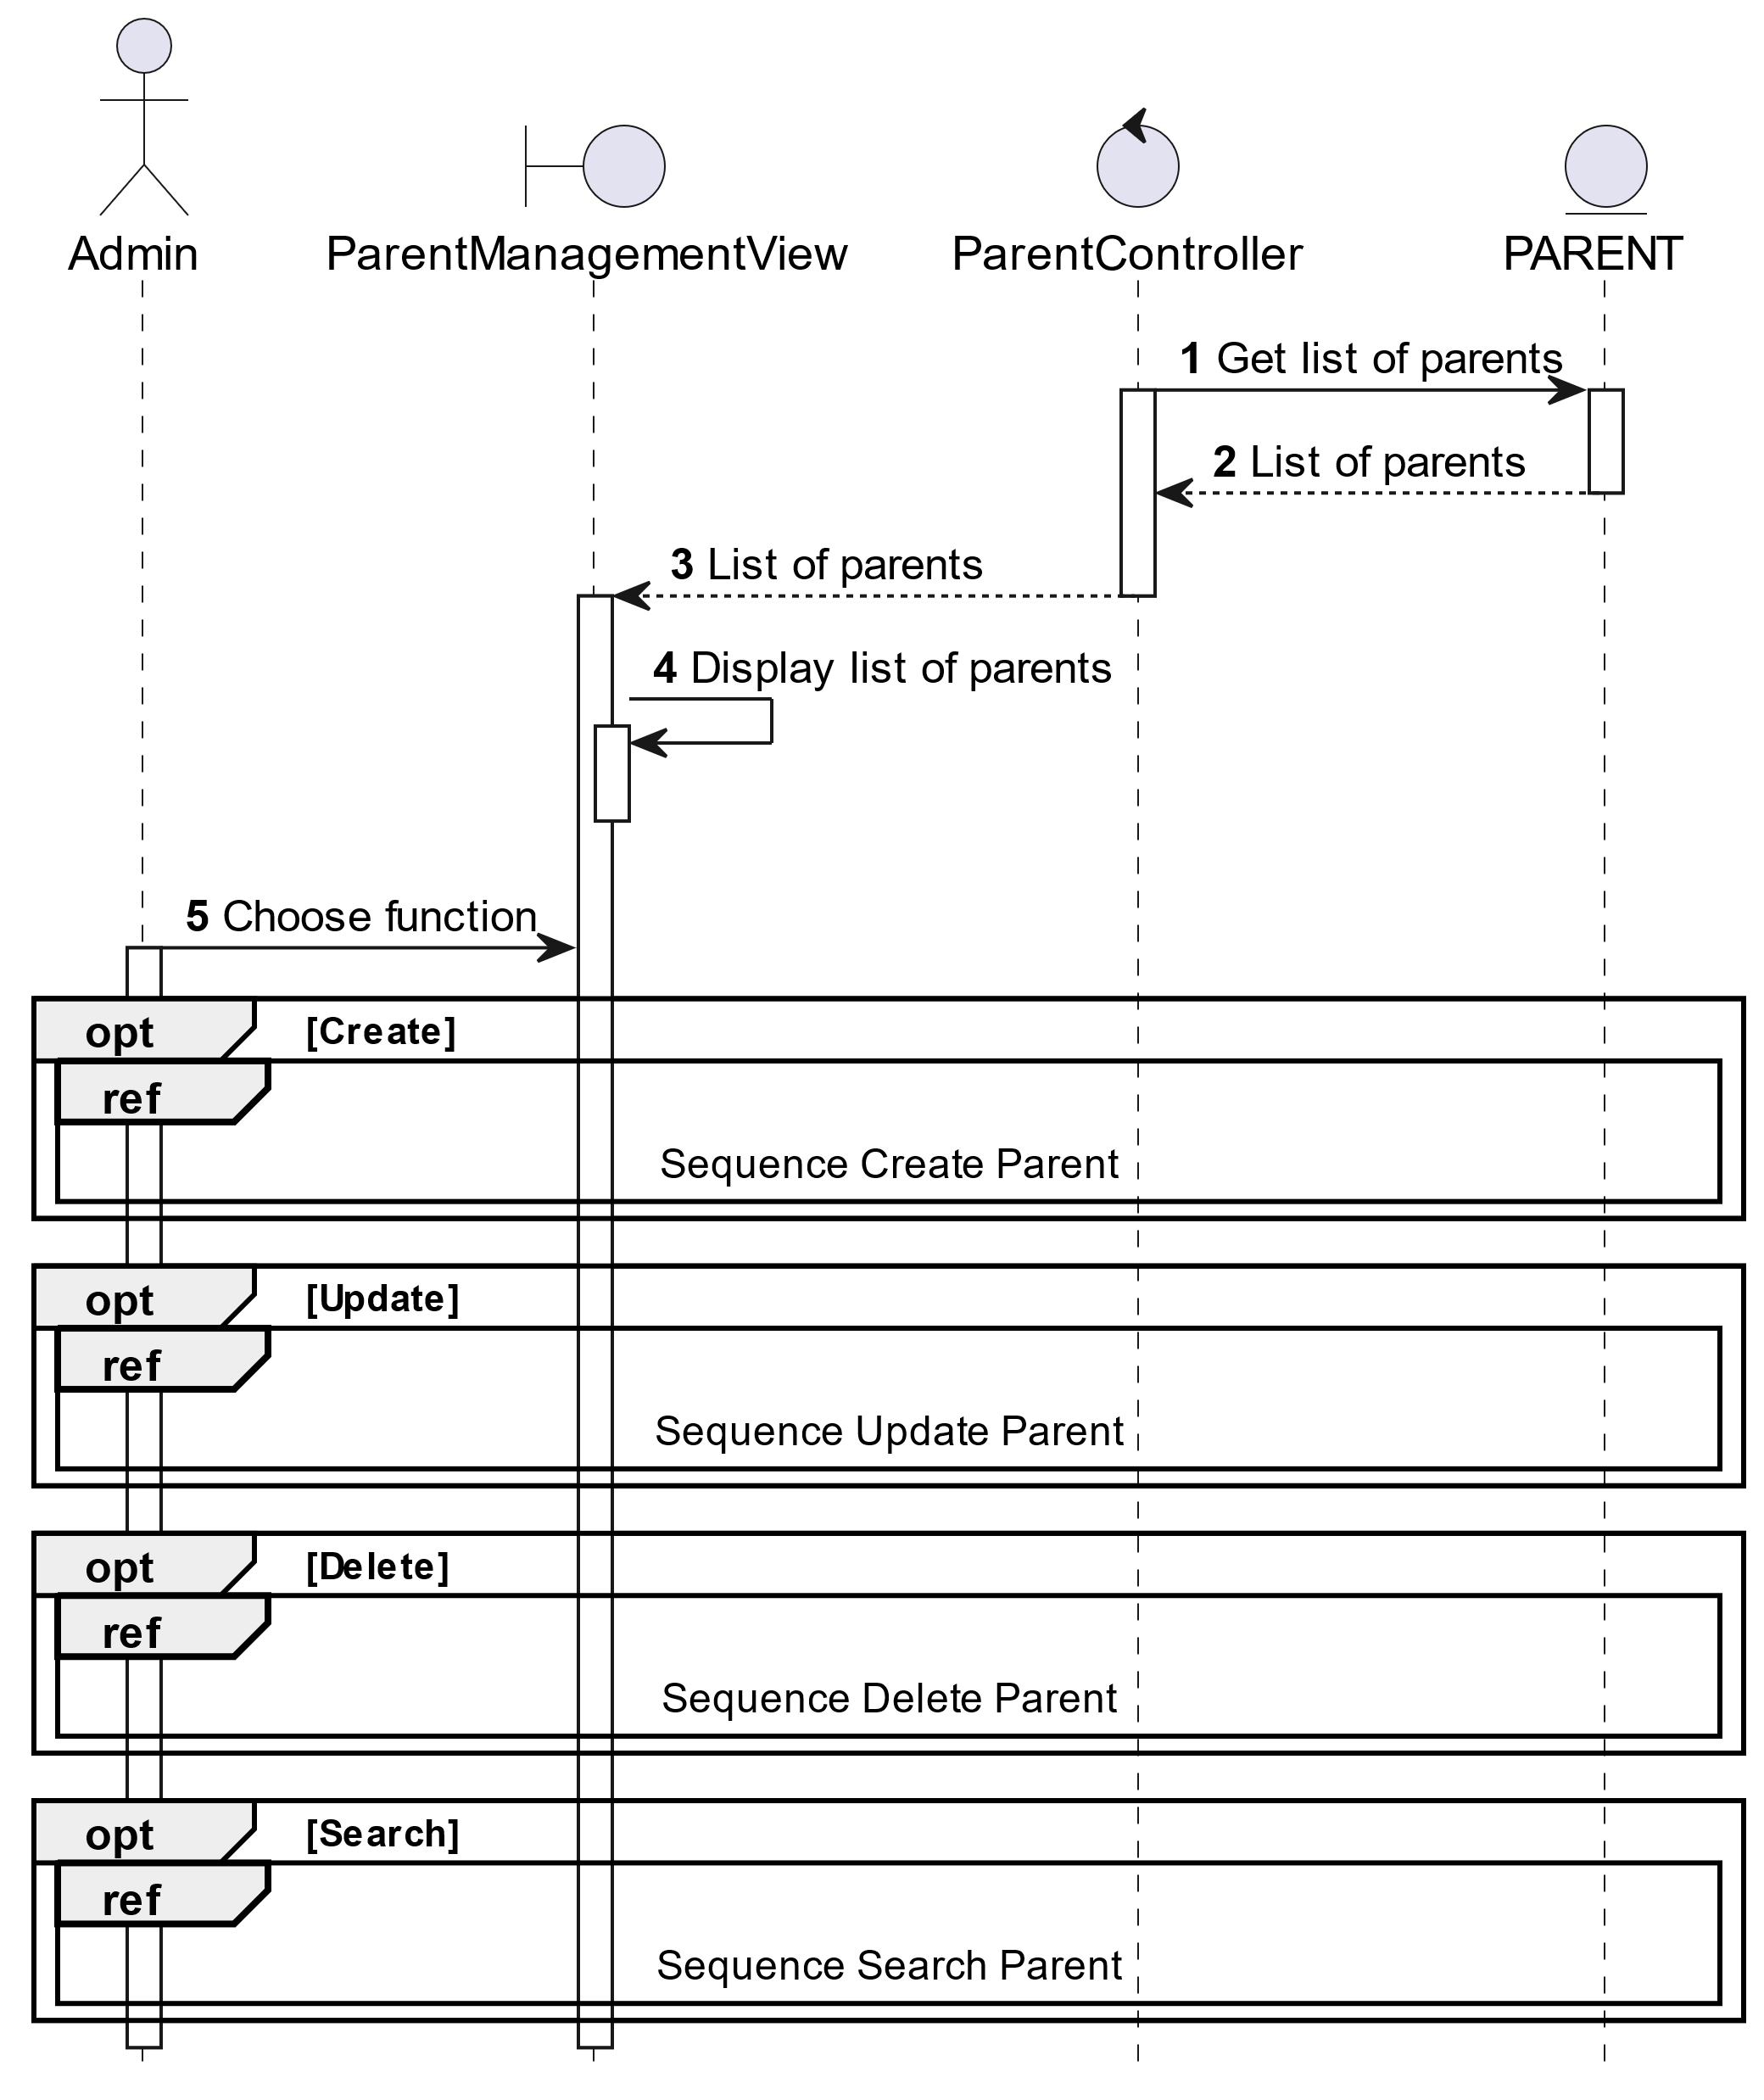 Admin
ParentManagementView
ParentController
PARENT
1 Get list of parents
2 List of parents
3 List of parents
4 Display list of parents
5 Choose function
opt [Create]
ref
Sequence Create Parent
opt [Update]
ref
Sequence Update Parent
opt [Delete]
ref
Sequence Delete Parent
opt [Search]
ref
Sequence Search Parent